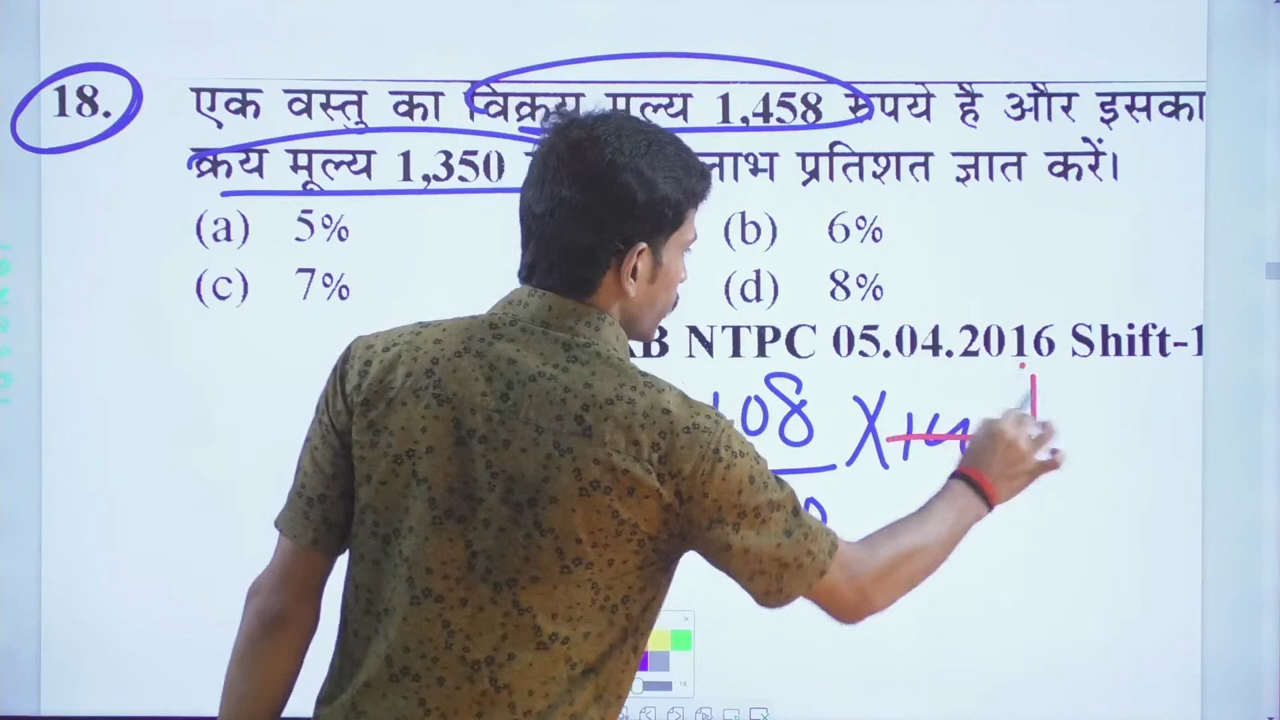 18. एक वस्तु का विक्रय मूल्य 1,458 रुपये है और इसका
क्रय मूल्य 1,350 लाभ प्रतिशत ज्ञात करें।
(a) 5% (b) 6%
(c) 7% (d) 8%
NTPC 05.04.2016 Shift-1
108 X